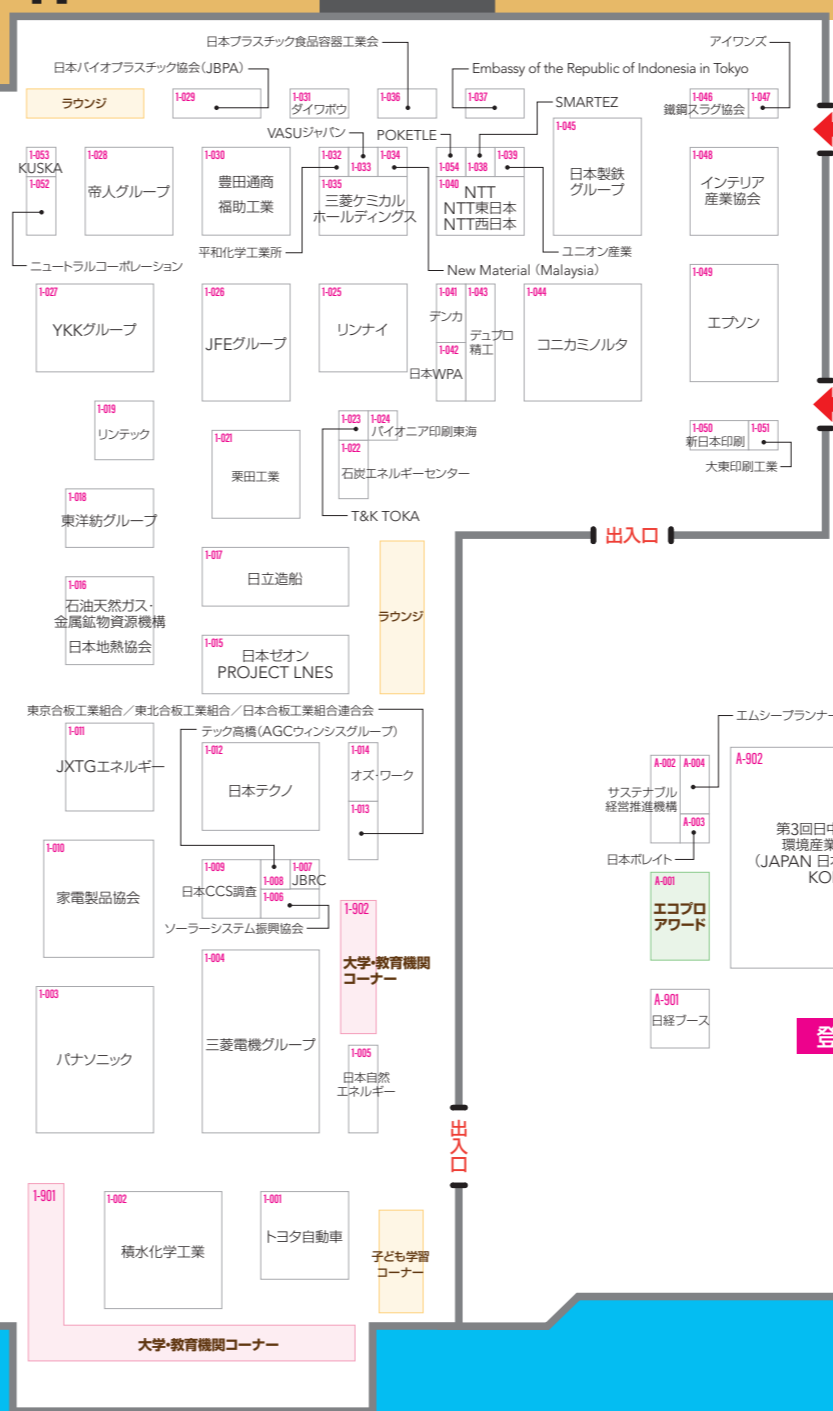 日本プラスチック食品容器工業会
アイワンズ
日本バイオプラスチック協会(JBPA)
Embassy of the Republic of Indonesia in Tokyo
ラウンジ
1-029
1-031
ダイワボウ
1-036
1-037
SMARTEZ
1-046
1-047
鐵鋼スラグ協会
VASUジャパン
POKETLE
1-045
日本製鉄
グループ
1-053
KUSKA
1-052
1-028
帝人グループ
1-030
豊田通商
福助工業
1-032
1-033
1-034
1-035
三菱ケミカル
ホールディングス
1-054
1-038
1-039
1-040
NTT
NTT東日本
NTT西日本
1-048
インテリア
産業協会
平和化学工業所
ユニオン産業
ニュートラルコーポレーション
New Material (Malaysia)
1-027
YKKグループ
1-026
JFEグループ
1-025
リンナイ
1-041
デンカ
1-043
デュプロ
精工
1-042
日本WPA
1-044
コニカミノルタ
1-049
エプソン
1-019
リンテック
1-021
栗田工業
1-023
1-024
パイオニア印刷東海
1-022
石炭エネルギーセンター
1-050
1-051
新日本印刷
大東印刷工業
1-018
東洋紡グループ
T&K TOKA
出入口
1-017
日立造船
ラウンジ
1-016
石油天然ガス・
金属鉱物資源機構
日本地熱協会
1-015
日本ゼオン
PROJECT LNES
東京合板工業組合/東北合板工業組合/日本合板工業組合連合会
テック高橋(AGCウィンシスグループ)
エムシープランナー
1-011
JXTGエネルギー
1-012
日本テクノ
1-014
オズ・ワーク
1-013
A-002
A-004
サステナブル
経営推進機構
A-003
日本ポレイト
A-902
第3回日中
環境産業
(JAPAN 日本
KO
1-010
家電製品協会
1-009
日本CCS調査
1-008
1-007
JBRC
1-006
ソーラーシステム振興協会
1-902
大学・教育機関
コーナー
A-001
エコプロ
アワード
1-003
パナソニック
1-004
三菱電機グループ
1-005
日本自然
エネルギー
A-901
日経ブース
登
出入口
1-901
1-002
積水化学工業
1-001
トヨタ自動車
子ども学習
コーナー
大学・教育機関コーナー